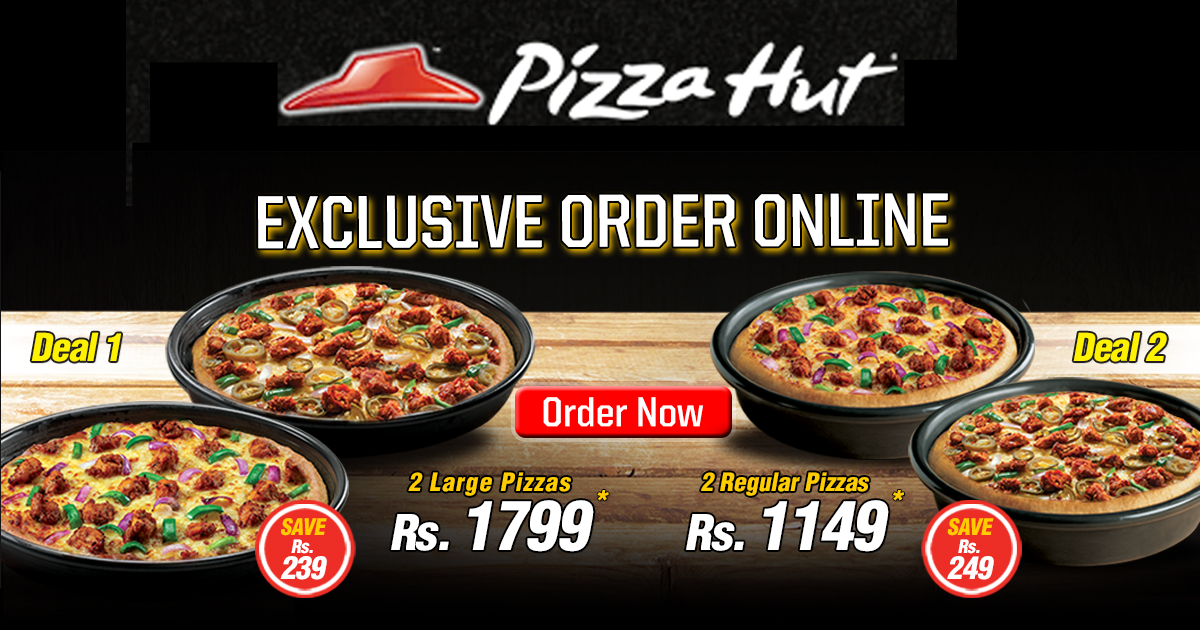 Pizza Hut
EXCLUSIVE ORDER ONLINE
Deal 1
Deal 2
Order Now
2 Large Pizzas
Rs. 1799*
SAVE
Rs.
239
2 Regular Pizzas
Rs. 1149*
SAVE
Rs.
249